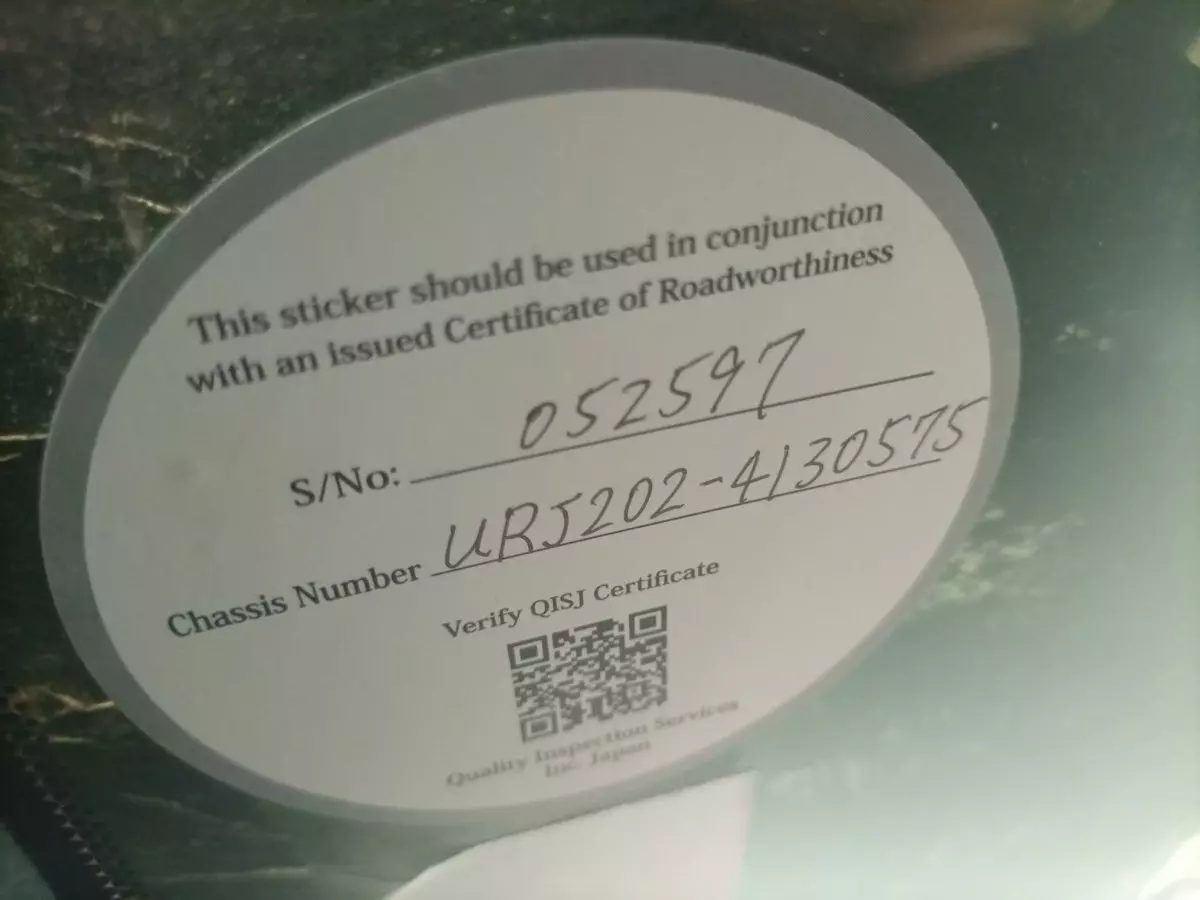 This sticker should be used in conjunction
with an issued Certificate of Roadworthiness
S/No: 052597
Chassis Number URJ202-4130575
Verify QISJ Certificate
Quality Inspection Services
Inc. Japan